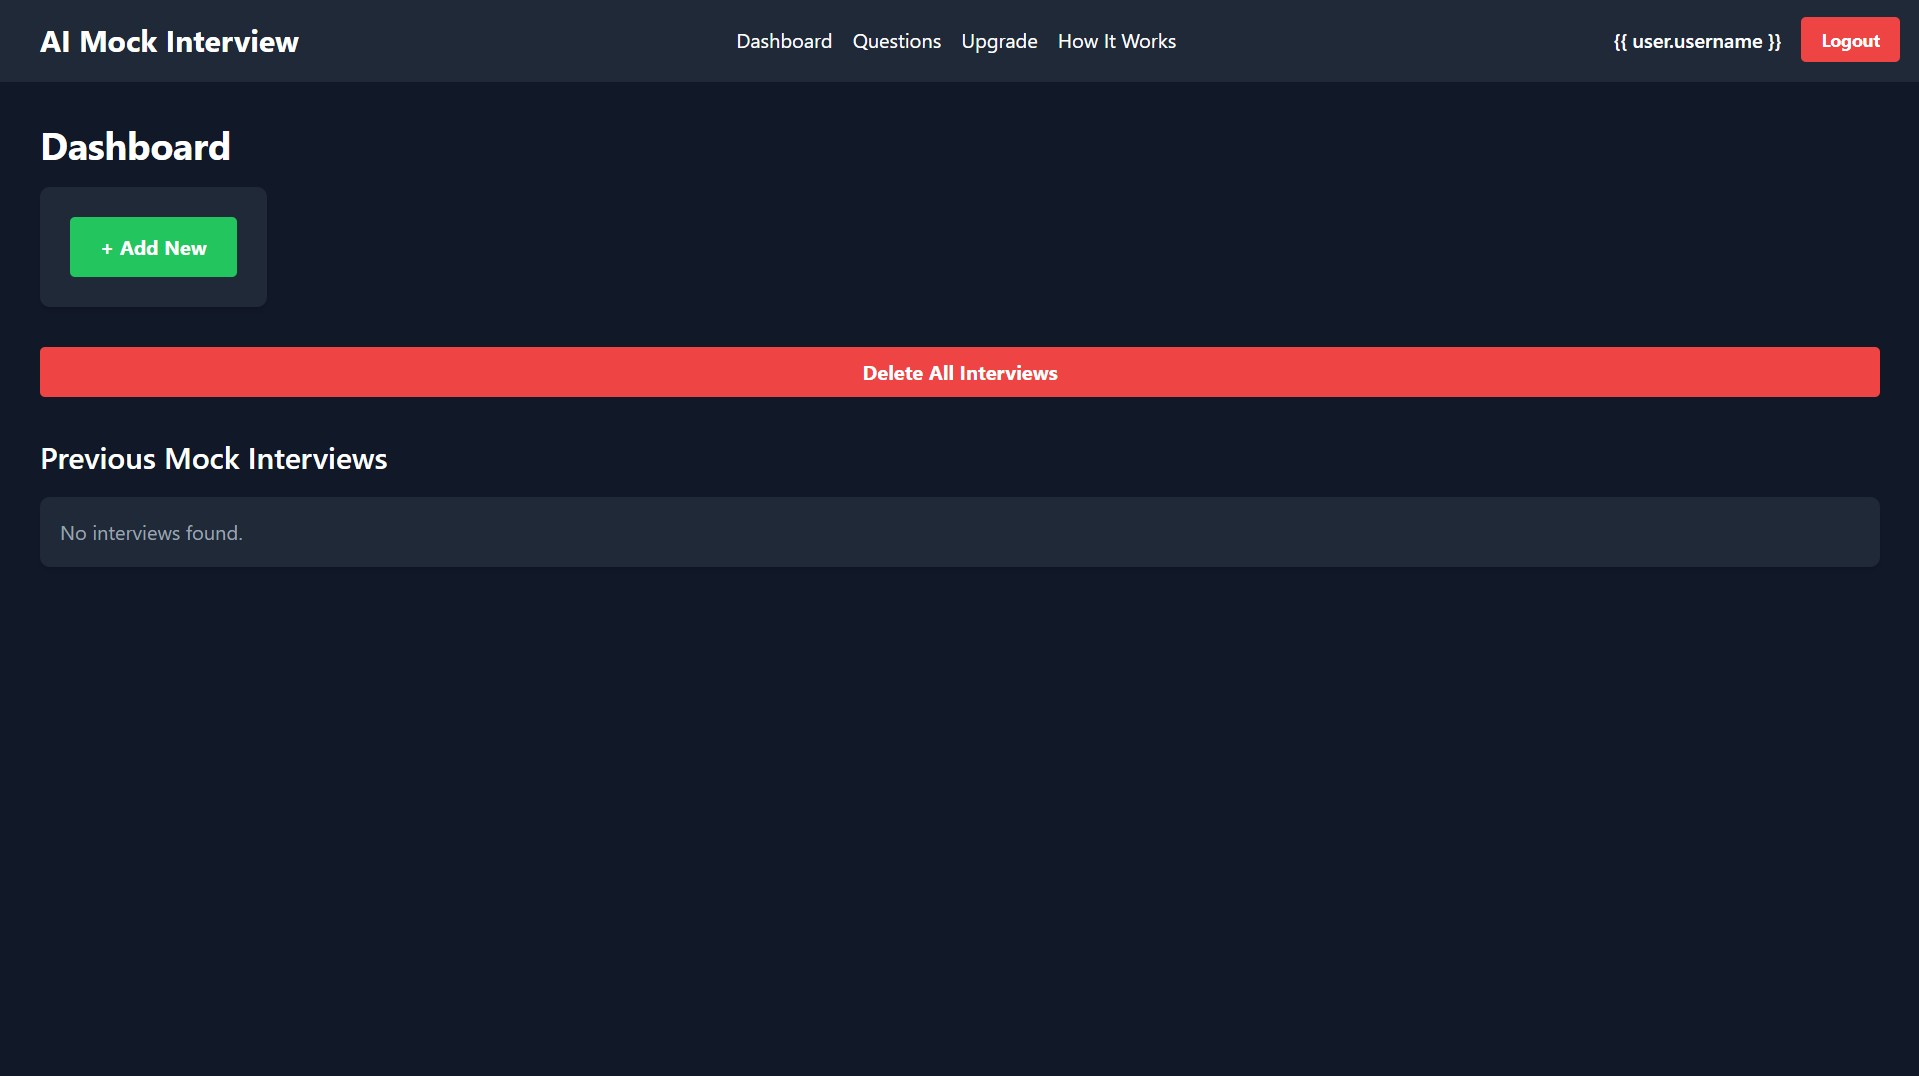 AI Mock Interview
Dashboard Questions Upgrade How It Works
{{ user.username }} Logout
Dashboard
+ Add New
Delete All Interviews
Previous Mock Interviews
No interviews found.